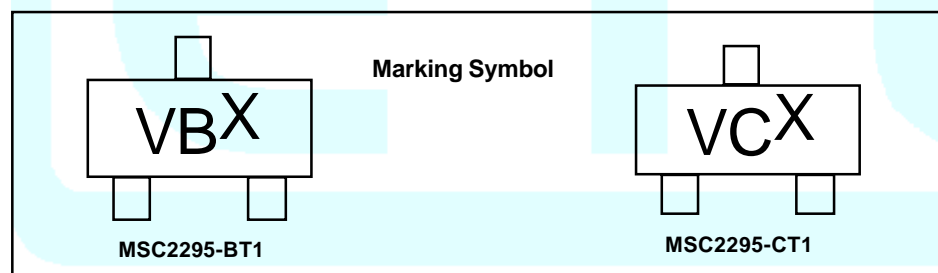 Marking Symbol
VBX
VCX
MSC2295-BT1
MSC2295-CT1